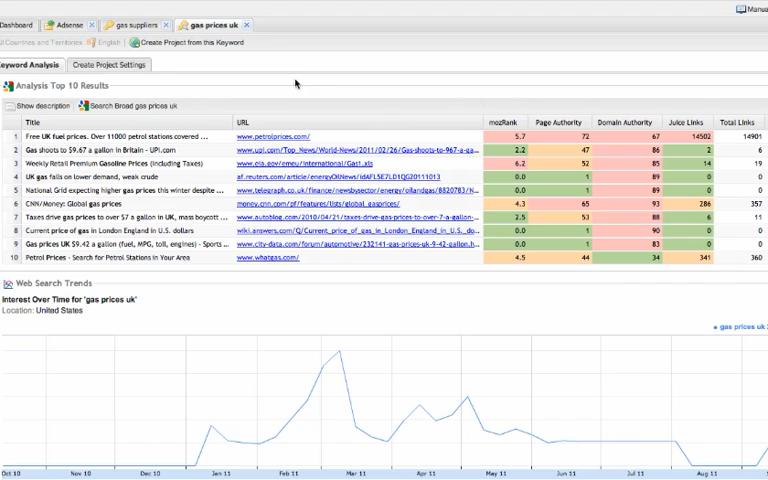 Manua
Dashboard Adsense gas suppliers gas prices uk
All Countries and Territories English Create Project from this Keyword
Keyword Analysis Create Project Settings
Analysis Top 10 Results
Show description Search Broad gas prices uk
Title URL mozRank Page Authority Domain Authority Juice Links Total Links
1 Free UK fuel prices. Over 11000 petrol stations covered ... www.petrolprices.com/ 5.7 72 67 14502 14901
2 Gas shoots to $9.67 a gallon in Britain - UPI.com www.upi.com/Top_News/World-News/2011/02/26/Gas-shoots-to-967-a-ga... 2.2 47 86 2 6
3 Weekly Retail Premium Gasoline Prices (Including Taxes) www.eia.gov/emeu/international/Gas1.xls 6.2 52 85 14 19
4 UK gas falls on lower demand, weak crude af.reuters.com/article/energyOilNews/idAFL5E7LD1QG20111013 0.0 1 89 0 0
5 National Grid expecting higher gas prices this winter despite ... www.telegraph.co.uk/finance/newsbysector/energy/oilandgas/8820783/N... 0.0 1 89 0 0
6 CNN/Money: Global gas prices money.cnn.com/pf/features/lists/global_gasprices/ 4.3 65 93 286 357
7 Taxes drive gas prices to over $7 a gallon in UK, mass boycott ... www.autoblog.com/2010/04/21/taxes-drive-gas-prices-to-over-7-a-gallon-... 2.5 53 88 6 11
8 Current price of gas in London England in U.S. dollars wiki.answers.com/Q/Current_price_of_gas_in_London_England_in_U.S._do... 0.0 1 90 0 0
9 Gas prices UK $9.42 a gallon (fuel, MPG, toll, engines) - Sports ... www.city-data.com/forum/automotive/232141-gas-prices-uk-9-42-gallon.h... 0.0 1 83 0 0
10 Petrol Prices - Search for Petrol Stations in Your Area www.whatgas.com/ 4.5 44 34 341 360
Web Search Trends
Interest Over Time for 'gas prices uk'
Location: United States
gas prices uk
Oct 10 Nov 10 Dec 10 Jan 11 Feb 11 Mar 11 Apr 11 May 11 Jun 11 Jul 11 Aug 11